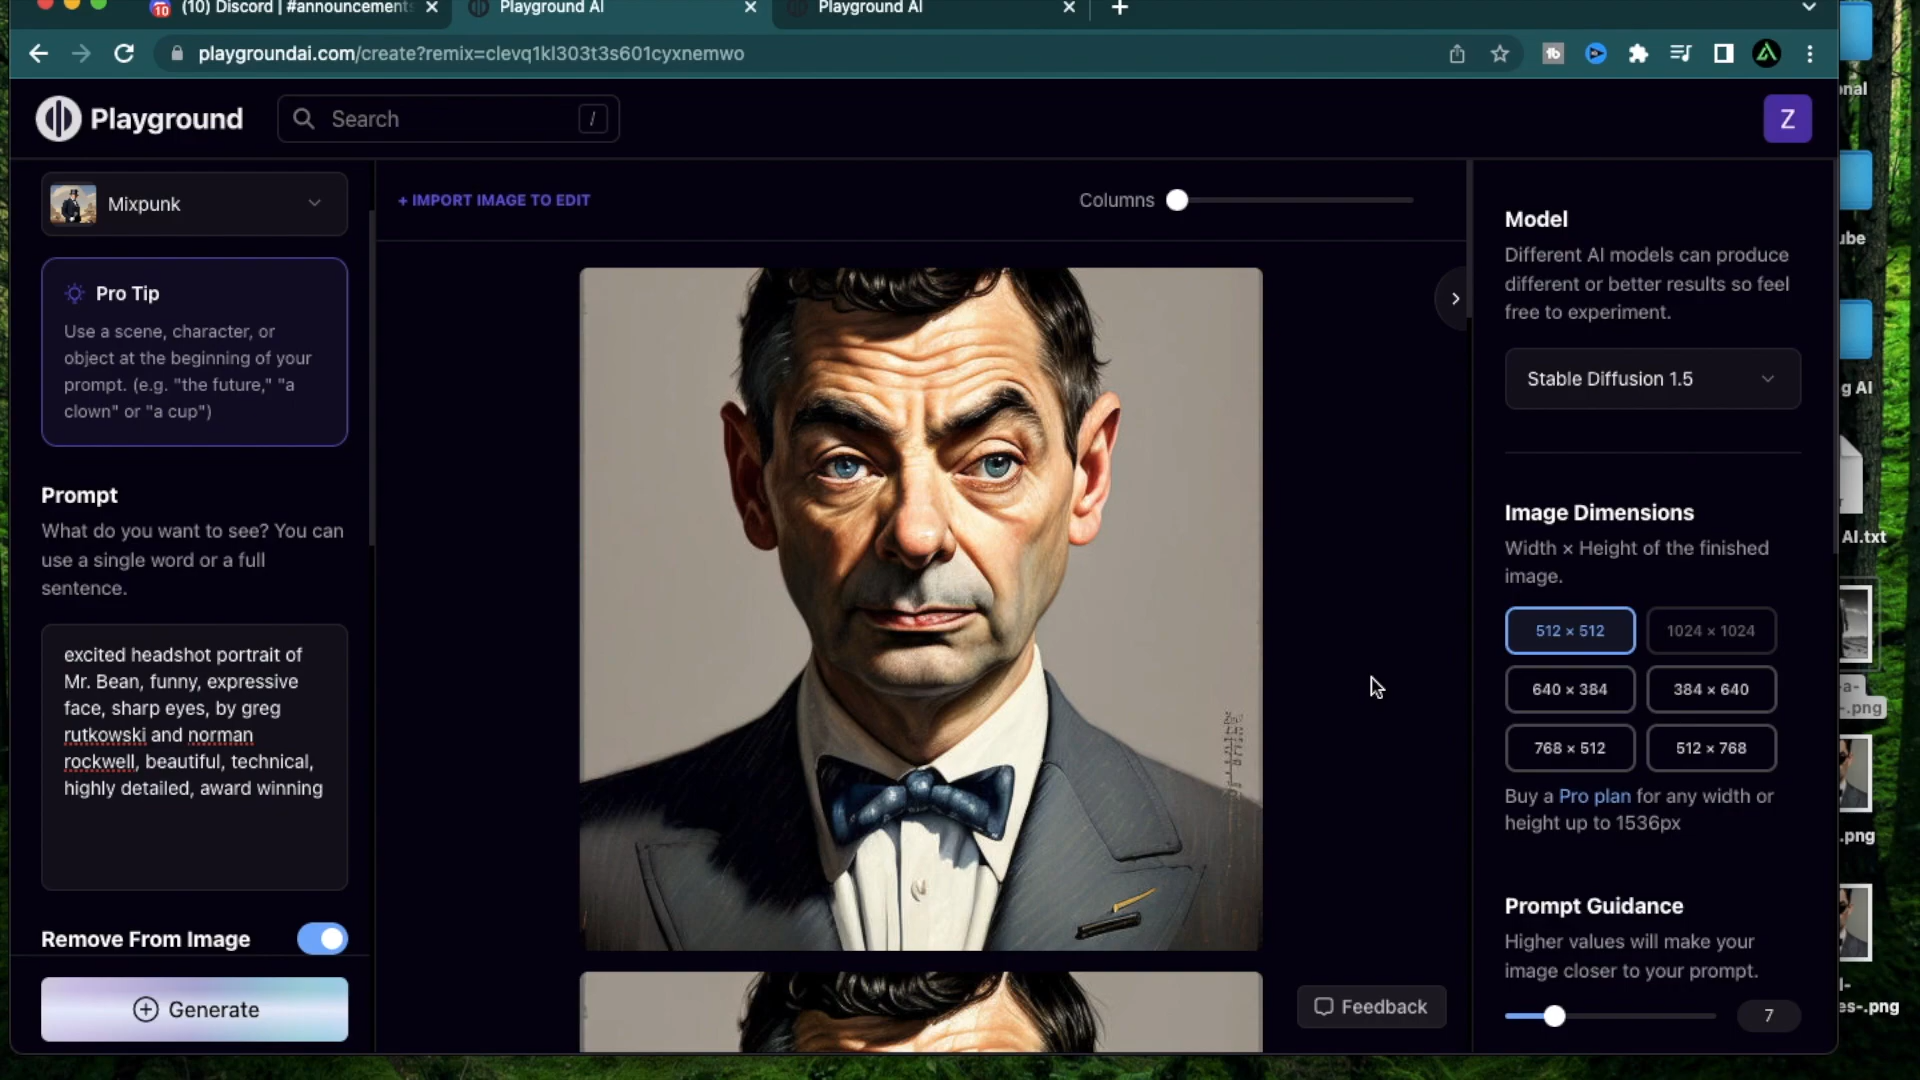 (10) Discord | #announcements
Playground AI
Playground AI
playgroundai.com/create?remix=clevq1kl303t3s601cyxnemwo
Playground
Search
/
Z
Mixpunk
Pro Tip
Use a scene, character, or
object at the beginning of your
prompt. (e.g. "the future," "a
clown" or "a cup")
Prompt
What do you want to see? You can
use a single word or a full
sentence.
excited headshot portrait of
Mr. Bean, funny, expressive
face, sharp eyes, by greg
rutkowski and norman
rockwell, beautiful, technical,
highly detailed, award winning
Remove From Image
Generate
+ IMPORT IMAGE TO EDIT
Columns
Feedback
Model
Different AI models can produce
different or better results so feel
free to experiment.
Stable Diffusion 1.5
Image Dimensions
Width × Height of the finished
image.
512 × 512
1024 × 1024
640 × 384
384 × 640
768 × 512
512 × 768
Buy a Pro plan for any width or
height up to 1536px
Prompt Guidance
Higher values will make your
image closer to your prompt.
7
onal
ube
g AI
AI.txt
a-
-.png
.png
l-
es-.png